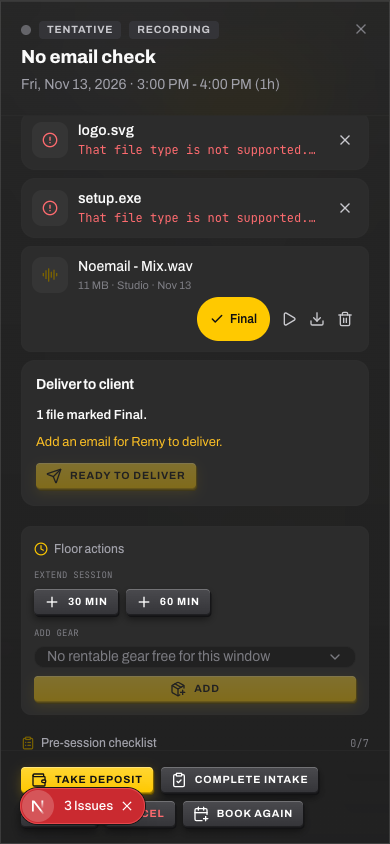 TENTATIVE RECORDING
No email check
Fri, Nov 13, 2026 · 3:00 PM - 4:00 PM (1h)
logo.svg
That file type is not supported.…
setup.exe
That file type is not supported.…
Noemail - Mix.wav
11 MB · Studio · Nov 13
Final
Deliver to client
1 file marked Final.
Add an email for Remy to deliver.
READY TO DELIVER
Floor actions
EXTEND SESSION
30 MIN 60 MIN
ADD GEAR
No rentable gear free for this window
ADD
Pre-session checklist 0/7
TAKE DEPOSIT COMPLETE INTAKE
N 3 Issues CEL BOOK AGAIN